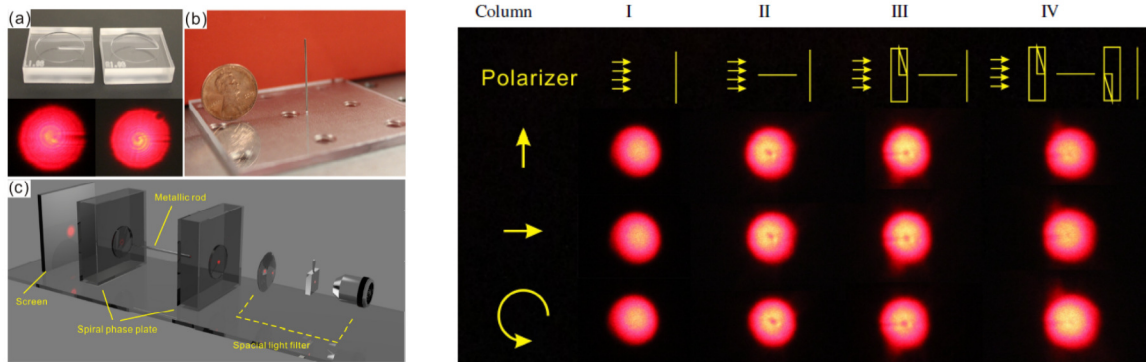 (a)
(b)
(c)
Metallic rod
Screen
Spiral phase plate
Spacial light filter
Column I II III IV
Polarizer